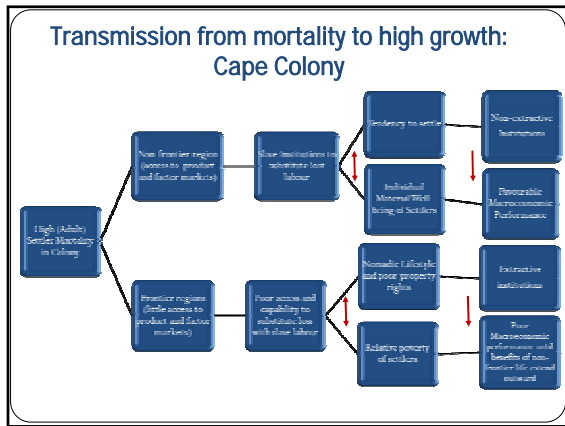 Transmission from mortality to high growth:
Cape Colony
High (Adult)
Settler Mortality
in Colony
Non frontier region
(access to product
and factor markets)
Slave Institutions to
substitute lost
labour
Tendency to settle
Individual
Material Well-
being of Settlers
Non-extractive
Institutions
Favourable
Macroeconomic
Performance
Frontier regions
(little access to
product and factor
markets)
Poor access and
capability to
substitute loss
with slave labour
Nomadic Lifestyle
and poor property
rights
Relative poverty
of settlers
Extractive
institutions
Poor
Macroeconomic
performance until
benefits of non-
frontier life extend
outward